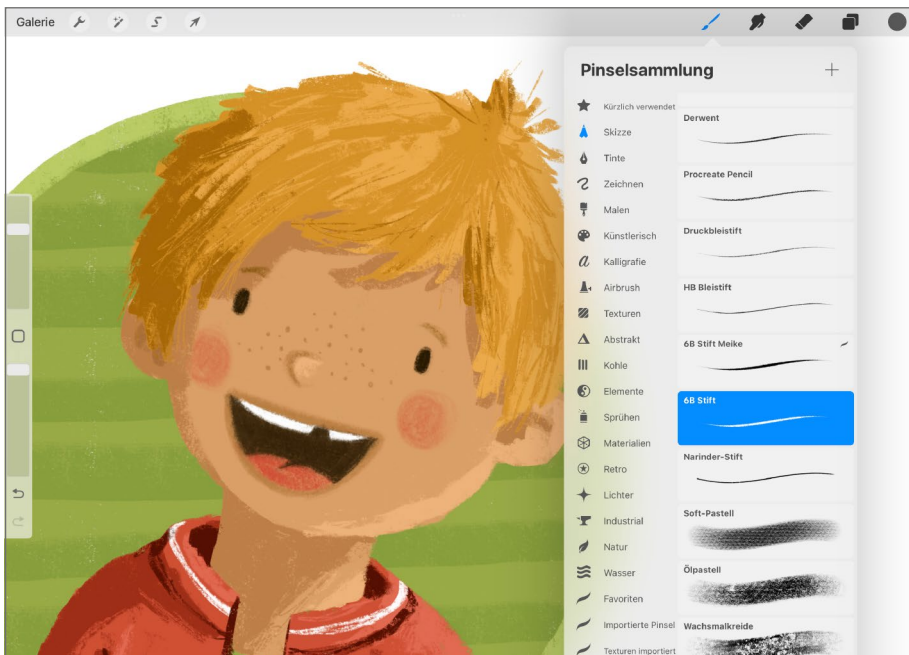 Galerie
Pinselsammlung
Kürzlich verwendet
Skizze
Tinte
Zeichnen
Malen
Künstlerisch
Kalligrafie
Airbrush
Texturen
Abstrakt
Kohle
Elemente
Sprühen
Materialien
Retro
Lichter
Industrial
Natur
Wasser
Favoriten
Importierte Pinsel
Texturen importiert
Derwent
Procreate Pencil
Druckbleistift
HB Bleistift
6B Stift Meike
6B Stift
Narinder-Stift
Soft-Pastell
Ölpastell
Wachsmalkreide